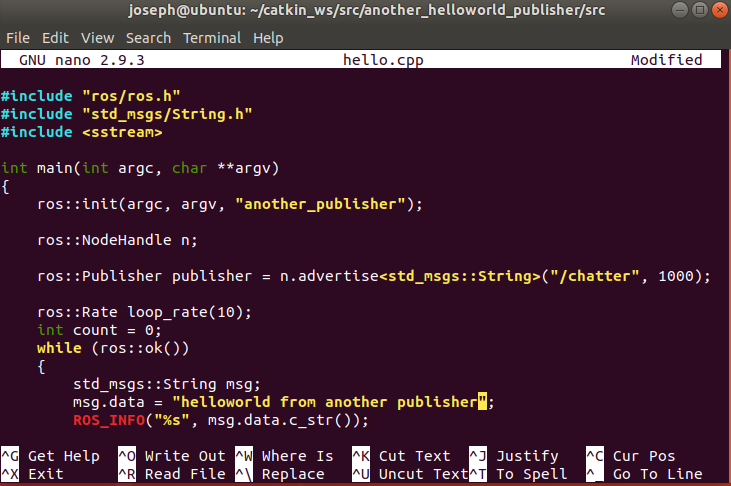 joseph@ubuntu: ~/catkin_ws/src/another_helloworld_publisher/src
File Edit View Search Terminal Help
GNU nano 2.9.3 hello.cpp Modified
#include "ros/ros.h"
#include "std_msgs/String.h"
#include <sstream>
int main(int argc, char **argv)
{
ros::init(argc, argv, "another_publisher");
ros::NodeHandle n;
ros::Publisher publisher = n.advertise<std_msgs::String>("/chatter", 1000);
ros::Rate loop_rate(10);
int count = 0;
while (ros::ok())
{
std_msgs::String msg;
msg.data = "helloworld from another publisher";
ROS_INFO("%s", msg.data.c_str());
^G Get Help ^O Write Out ^W Where Is ^K Cut Text ^J Justify ^C Cur Pos
^X Exit ^R Read File ^\ Replace ^U Uncut Text ^T To Spell ^_ Go To Line